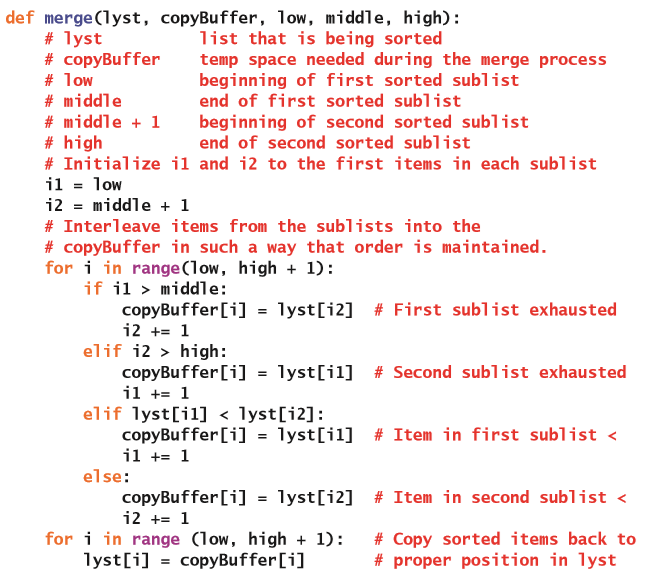 def merge(lyst, copyBuffer, low, middle, high):
    # lyst          list that is being sorted
    # copyBuffer    temp space needed during the merge process
    # low           beginning of first sorted sublist
    # middle        end of first sorted sublist
    # middle + 1    beginning of second sorted sublist
    # high          end of second sorted sublist
    # Initialize i1 and i2 to the first items in each sublist
    i1 = low
    i2 = middle + 1
    # Interleave items from the sublists into the
    # copyBuffer in such a way that order is maintained.
    for i in range(low, high + 1):
        if i1 > middle:
            copyBuffer[i] = lyst[i2]  # First sublist exhausted
            i2 += 1
        elif i2 > high:
            copyBuffer[i] = lyst[i1]  # Second sublist exhausted
            i1 += 1
        elif lyst[i1] < lyst[i2]:
            copyBuffer[i] = lyst[i1]  # Item in first sublist <
            i1 += 1
        else:
            copyBuffer[i] = lyst[i2]  # Item in second sublist <
            i2 += 1
    for i in range (low, high + 1):   # Copy sorted items back to
        lyst[i] = copyBuffer[i]       # proper position in lyst